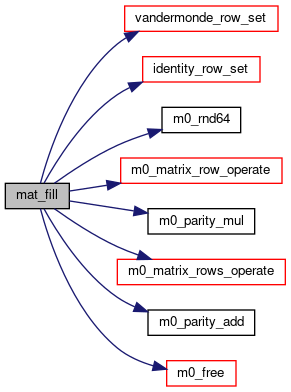 vandermonde_row_set
identity_row_set
m0_rnd64
mat_fill
m0_matrix_row_operate
m0_parity_mul
m0_matrix_rows_operate
m0_parity_add
m0_free